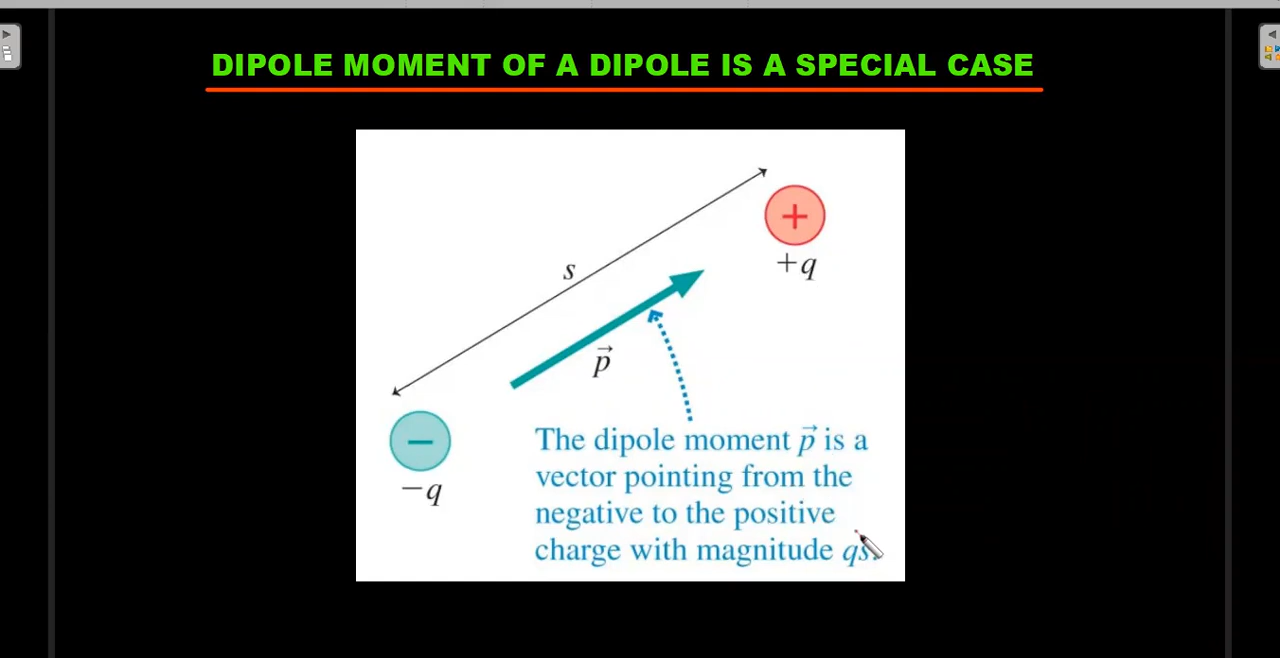 DIPOLE MOMENT OF A DIPOLE IS A SPECIAL CASE
+
+q
s
p⃗
−
−q
The dipole moment p⃗ is a
vector pointing from the
negative to the positive
charge with magnitude qs.